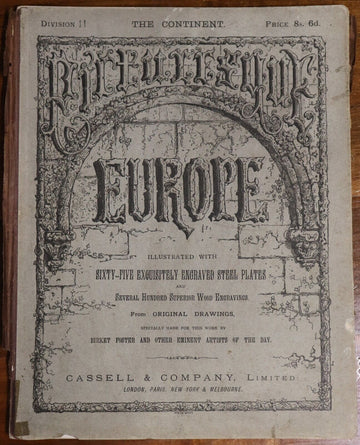 Division 11 THE CONTINENT. Price 8s. 6d.
PICTURESQUE
EUROPE.
ILLUSTRATED WITH
SIXTY-FIVE EXQUISITELY ENGRAVED STEEL PLATES
AND
SEVERAL HUNDRED SUPERIOR WOOD ENGRAVINGS,
From ORIGINAL DRAWINGS,
SPECIALLY MADE FOR THIS WORK BY
BIRKET FOSTER AND OTHER EMINENT ARTISTS OF THE DAY.
CASSELL & COMPANY, LIMITED:
LONDON, PARIS, NEW YORK & MELBOURNE.